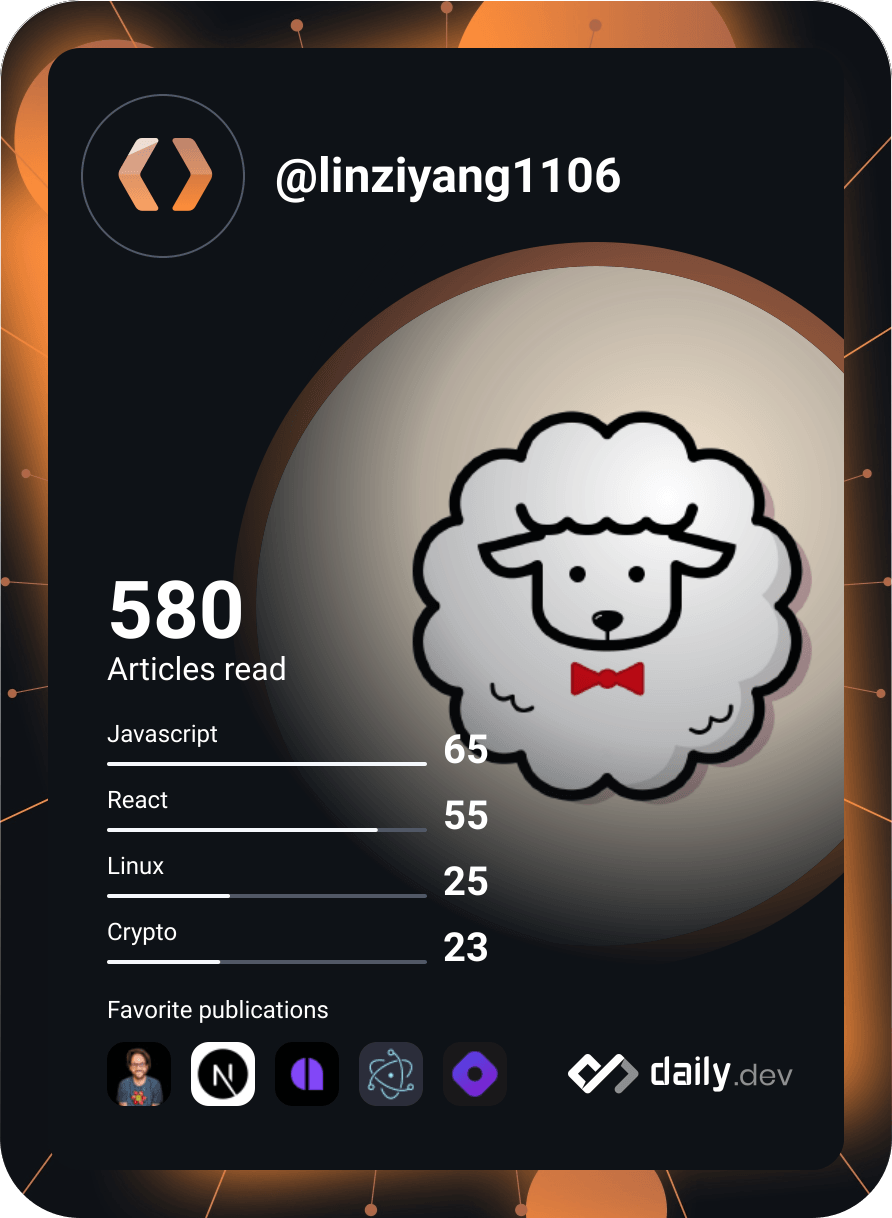 @linziyang1106
580
Articles read
Javascript
65
React
55
Linux
25
Crypto
23
Favorite publications
N
daily.dev